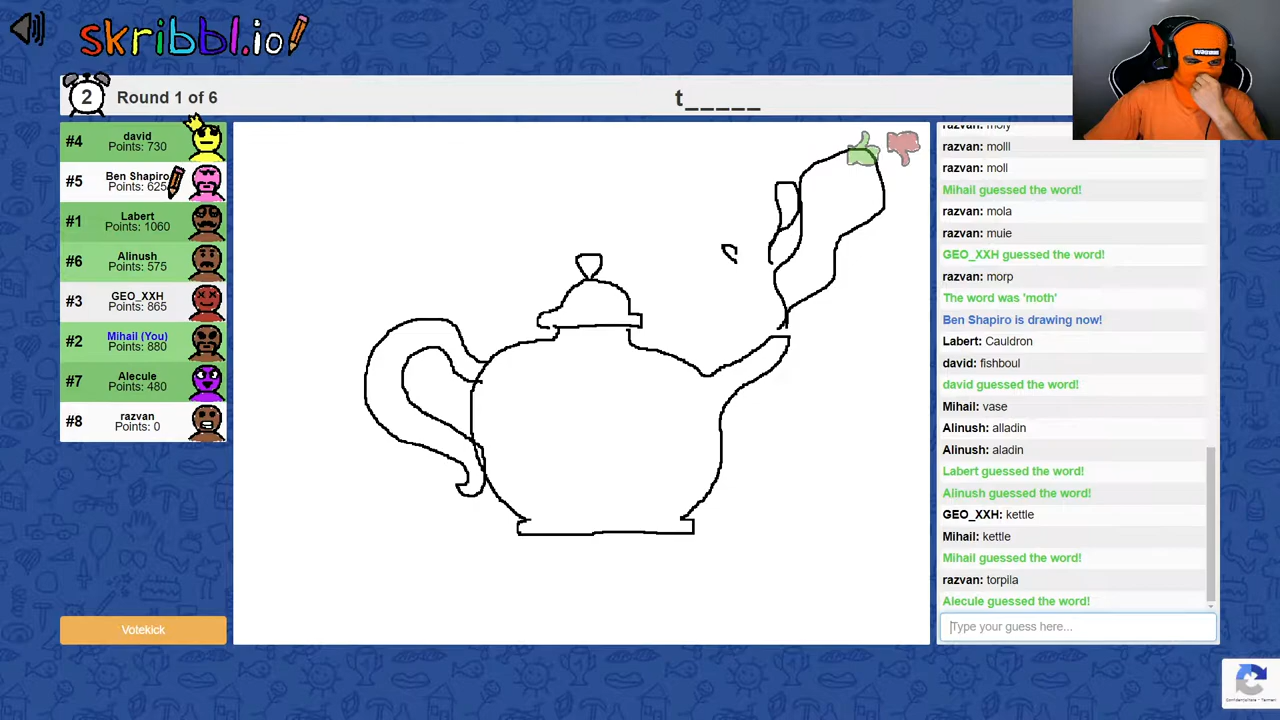 skribbl.io
2
Round 1 of 6
t_____
#4
david
Points: 730
#5
Ben Shapiro
Points: 625
#1
Labert
Points: 1060
#6
Alinush
Points: 575
#3
GEO_XXH
Points: 865
#2
Mihail (You)
Points: 880
#7
Alecule
Points: 480
#8
razvan
Points: 0
Votekick
razvan: moly
razvan: molll
razvan: moll
Mihail guessed the word!
razvan: mola
razvan: muie
GEO_XXH guessed the word!
razvan: morp
The word was 'moth'
Ben Shapiro is drawing now!
Labert: Cauldron
david: fishboul
david guessed the word!
Mihail: vase
Alinush: alladin
Alinush: aladin
Labert guessed the word!
Alinush guessed the word!
GEO_XXH: kettle
Mihail: kettle
Mihail guessed the word!
razvan: torpila
Alecule guessed the word!
Type your guess here...